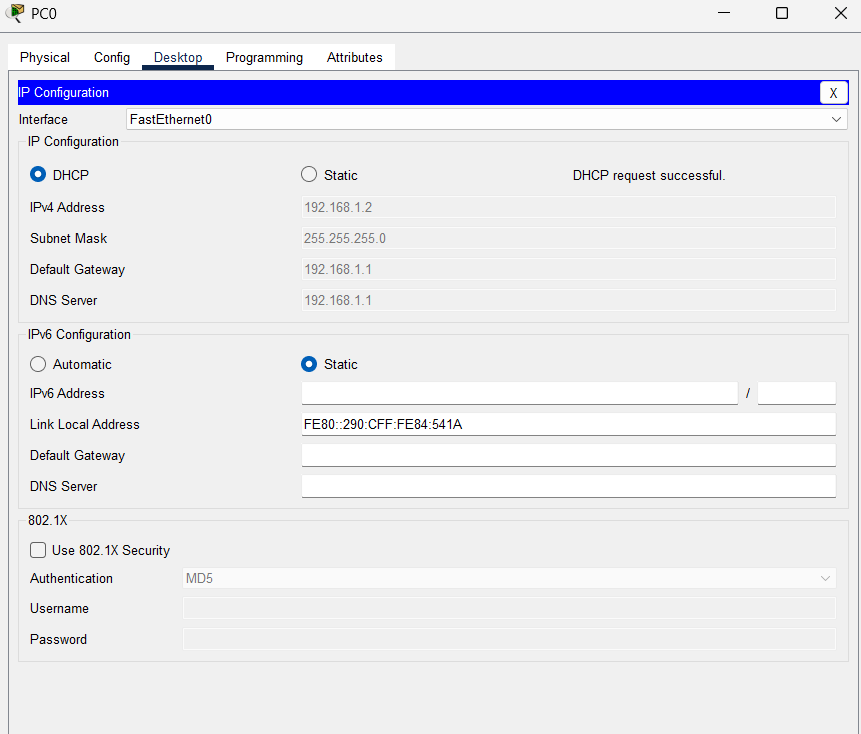 PC0
Physical Config Desktop Programming Attributes
IP Configuration X
Interface FastEthernet0
IP Configuration
DHCP Static DHCP request successful.
IPv4 Address 192.168.1.2
Subnet Mask 255.255.255.0
Default Gateway 192.168.1.1
DNS Server 192.168.1.1
IPv6 Configuration
Automatic Static
IPv6 Address /
Link Local Address FE80::290:CFF:FE84:541A
Default Gateway
DNS Server
802.1X
Use 802.1X Security
Authentication MD5
Username
Password